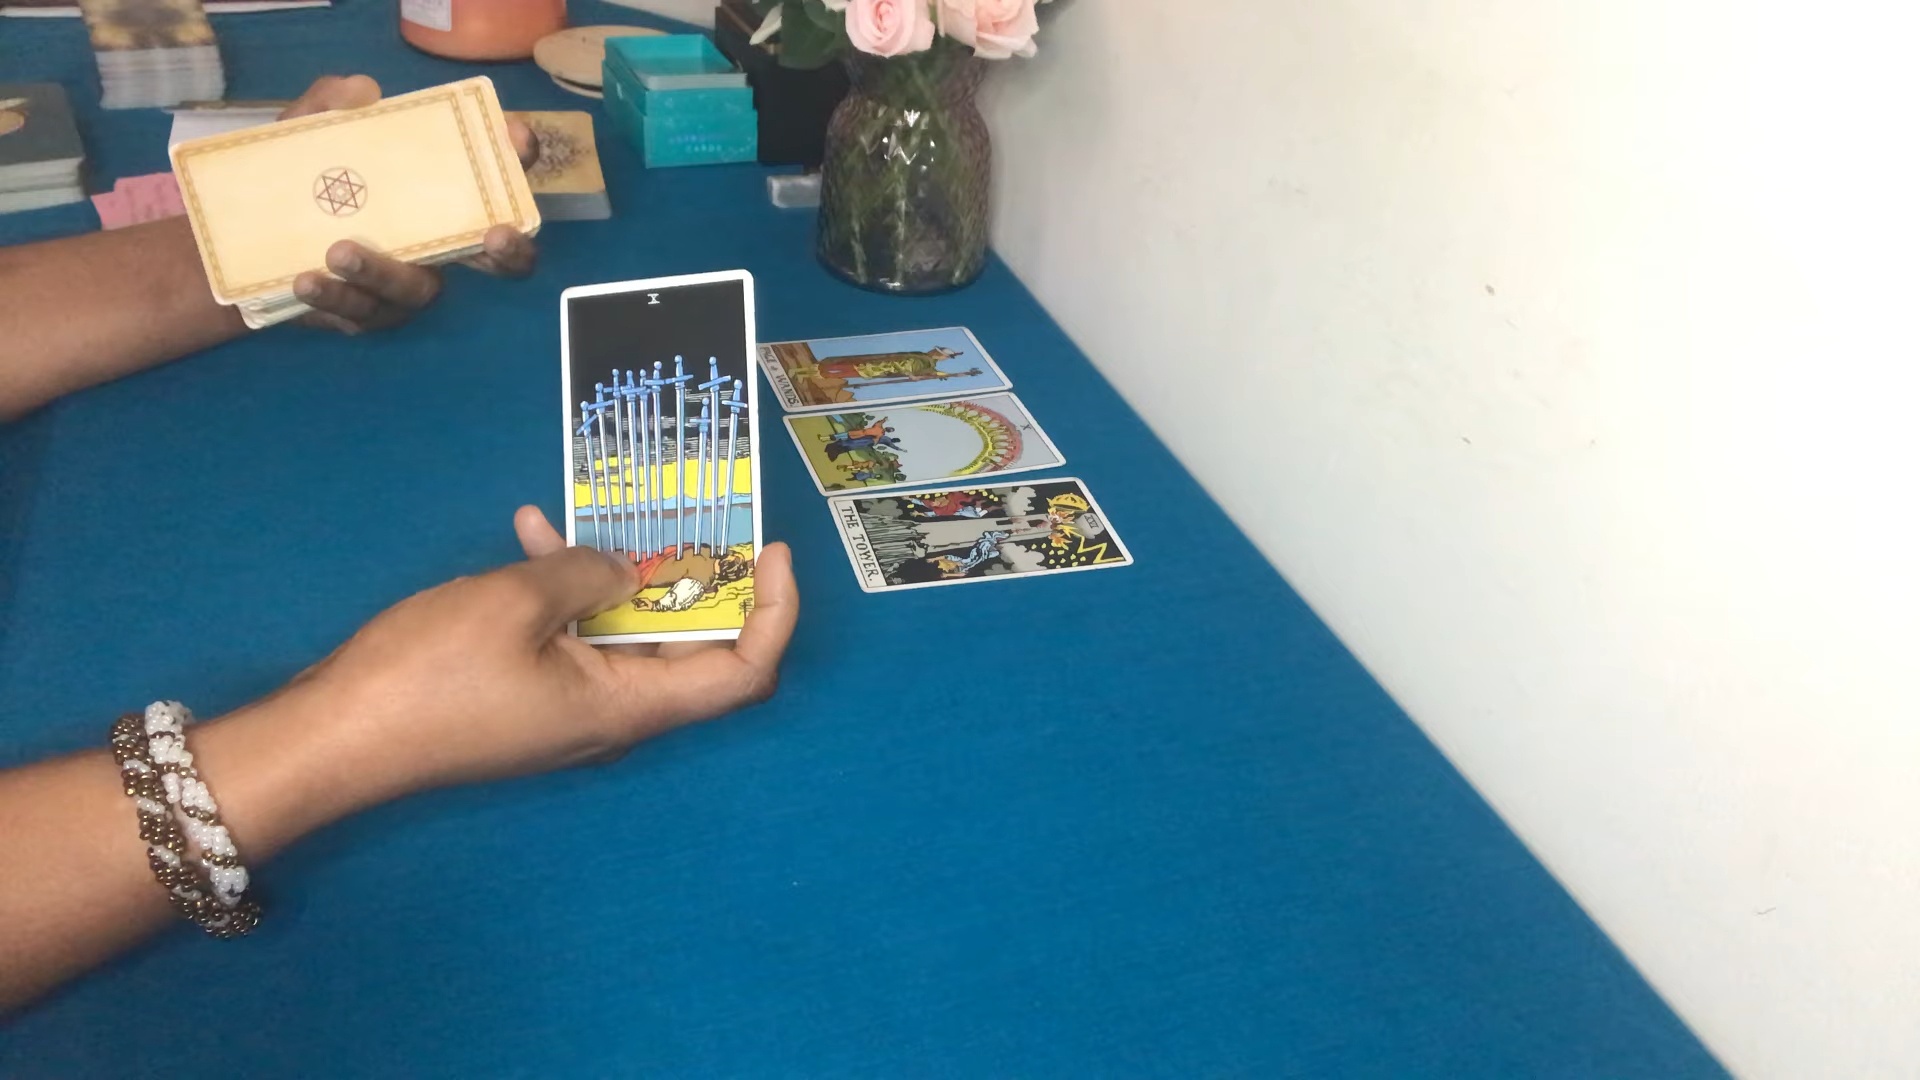 X
PAGE of WANDS.
X
XVI
THE TOWER.